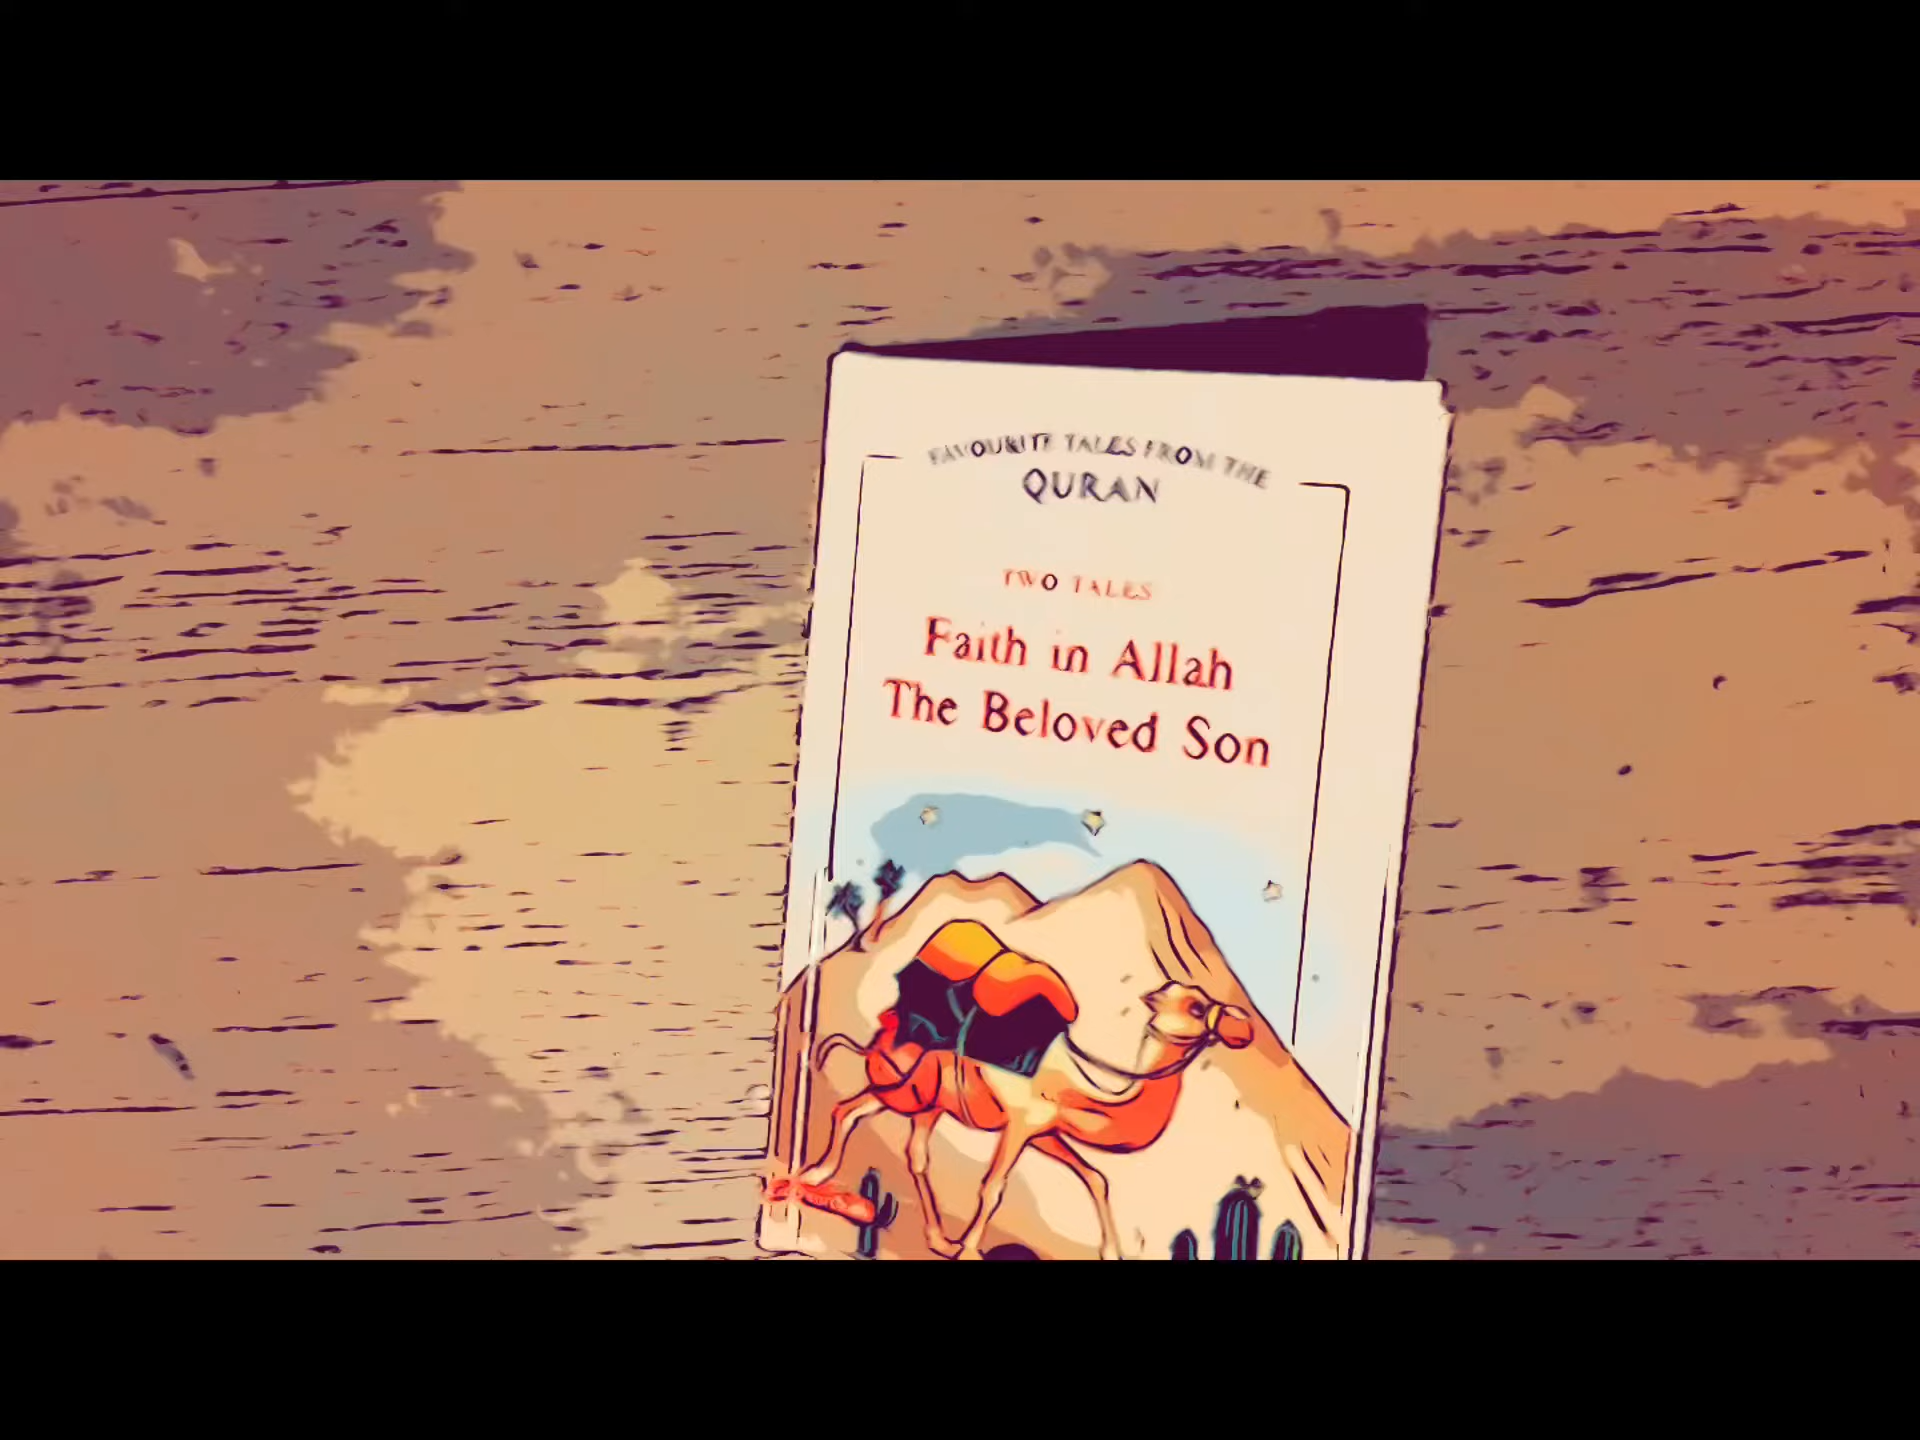 FAVOURITE TALES FROM THE
QURAN
TWO TALES
Faith in Allah
The Beloved Son